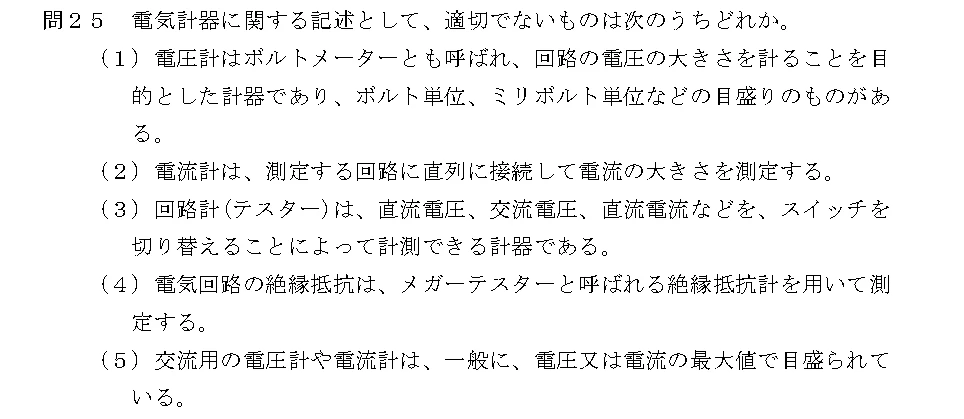 問２５　電気計器に関する記述として、適切でないものは次のうちどれか。
（１）電圧計はボルトメーターとも呼ばれ、回路の電圧の大きさを計ることを目
的とした計器であり、ボルト単位、ミリボルト単位などの目盛りのものがあ
る。
（２）電流計は、測定する回路に直列に接続して電流の大きさを測定する。
（３）回路計(テスター)は、直流電圧、交流電圧、直流電流などを、スイッチを
切り替えることによって計測できる計器である。
（４）電気回路の絶縁抵抗は、メガーテスターと呼ばれる絶縁抵抗計を用いて測
定する。
（５）交流用の電圧計や電流計は、一般に、電圧又は電流の最大値で目盛られて
いる。